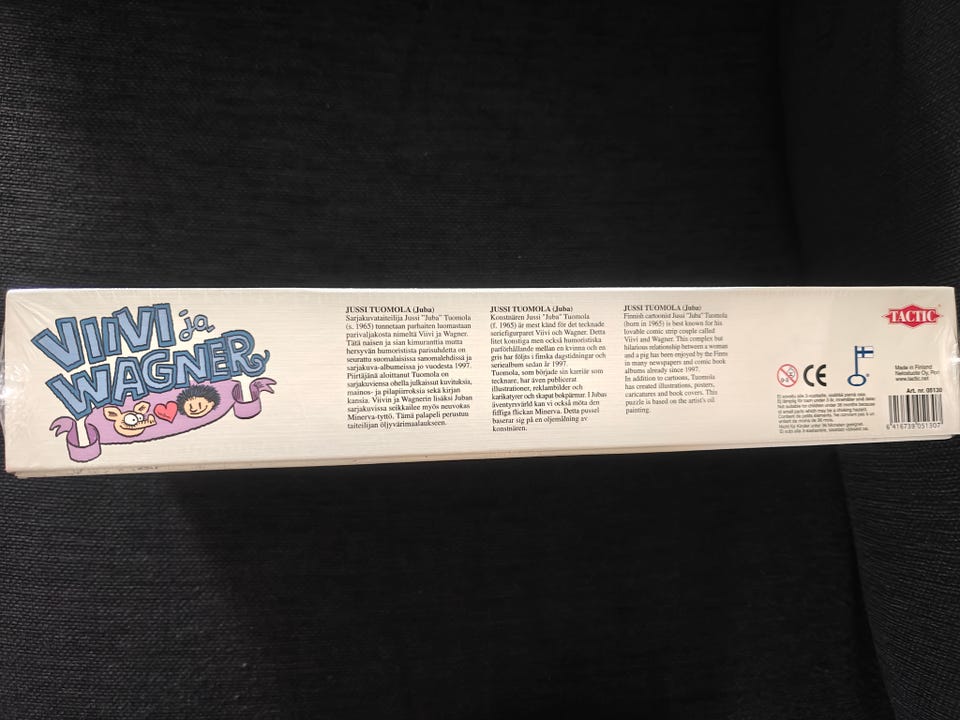 VIIVI ja
WAGNER
JUSSI TUOMOLA (Juba)
Sarjakuvataiteilija Jussi "Juba" Tuomola
(s. 1965) tunnetaan parhaiten luomastaan
parivaljakosta nimeltä Viivi ja Wagner.
Tätä naisen ja sian kimuranttia mutta
hersyvän humoristista parisuhdetta on
seurattu suomalaisissa sanomalehdissä ja
sarjakuva-albumeissa jo vuodesta 1997.
Piirtäjänä aloittanut Tuomola on
sarjakuviensa ohella julkaissut kuvituksia,
mainos- ja pilapiirroksia sekä kirjan
kansia. Viivin ja Wagnerin lisäksi Juban
sarjakuvissa seikkailee myös neuvokas
Minerva-tyttö. Tämä palapeli perustuu
taiteilijan öljyvärimaalaukseen.
JUSSI TUOMOLA (Juba)
Konstnären Jussi "Juba" Tuomola
(f. 1965) är mest känd för det tecknade
seriefigurparet Viivi och Wagner. Detta
litet konstiga men också humoristiska
parförhållande mellan en kvinna och en
gris har följts i finska dagstidningar och
seriealbum sedan år 1997.
Tuomola, som började sin karriär som
tecknare, har även publicerat
illustrationer, reklambilder och
karikatyrer och skapat bokpärmar. I Jubas
äventyrsvärld kan vi också möta den
fiffiga flickan Minerva. Detta pussel
baserar sig på en oljemålning av
konstnären.
JUSSI TUOMOLA (Juba)
Finnish cartoonist Jussi "Juba" Tuomola
(born in 1965) is best known for his
lovable comic strip couple called
Viivi and Wagner. This complex but
hilarious relationship between a woman
and a pig has been enjoyed by the Finns
in many newspapers and comic book
albums already since 1997.
In addition to cartoons, Tuomola
has created illustrations, posters,
caricatures and book covers. This
puzzle is based on the artist's oil
painting.
0-3
CE
TACTIC
Made in Finland
Nelostuote Oy, Pori
www.tactic.net
Art. nr. 05130
6 416739 051307